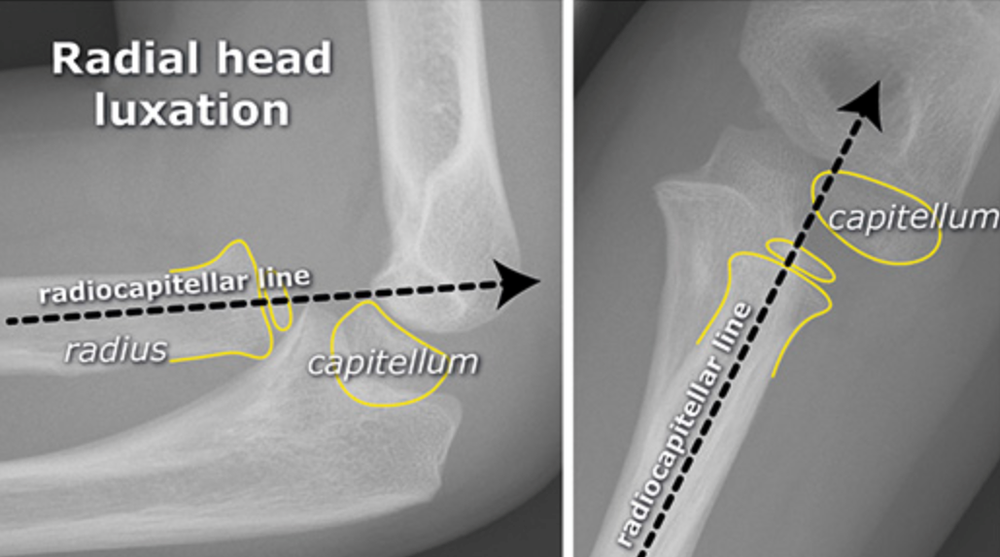 Radial head
luxation
radiocapitellar line
radius
capitellum
capitellum
radiocapitellar line